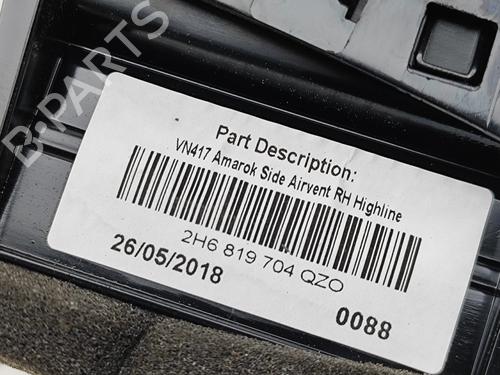 B-PARTS
Part Description:
VN417 Amarok Side Airvent RH Highline
2H6 819 704 QZO
26/05/2018
0088